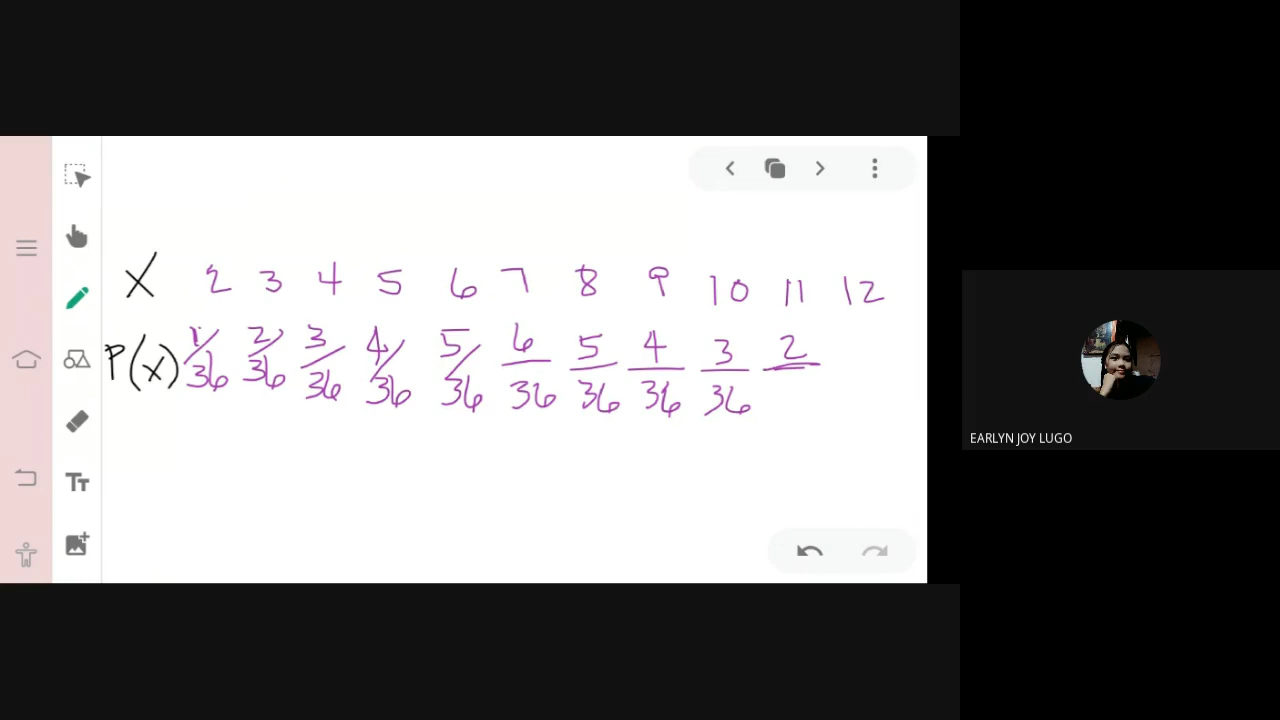 X 2 3 4 5 6 7 8 9 10 11 12
P(x) 1/36 2/36 3/36 4/36 5/36 6/36 5/36 4/36 3/36 2/
Tт
EARLYN JOY LUGO